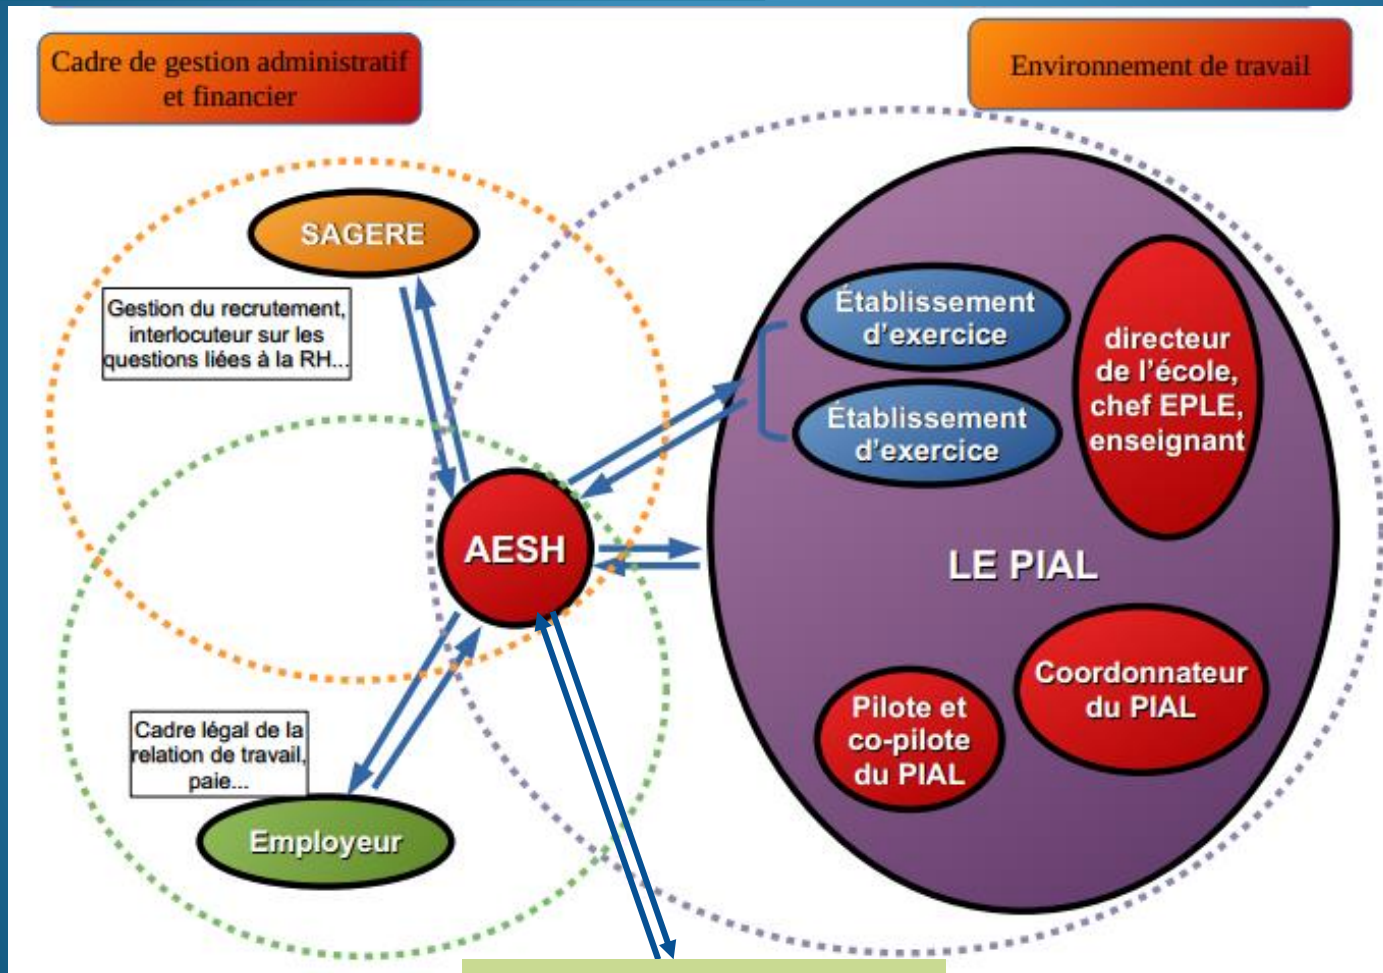 Cadre de gestion administratif
et financier
Environnement de travail
SAGERE
Gestion du recrutement,
interlocuteur sur les
questions liées à la RH...
Établissement
d'exercice
Établissement
d'exercice
directeur
de l'école,
chef EPLE,
enseignant
AESH
LE PIAL
Coordonnateur
du PIAL
Pilote et
co-pilote
du PIAL
Cadre légal de la
relation de travail,
paie...
Employeur